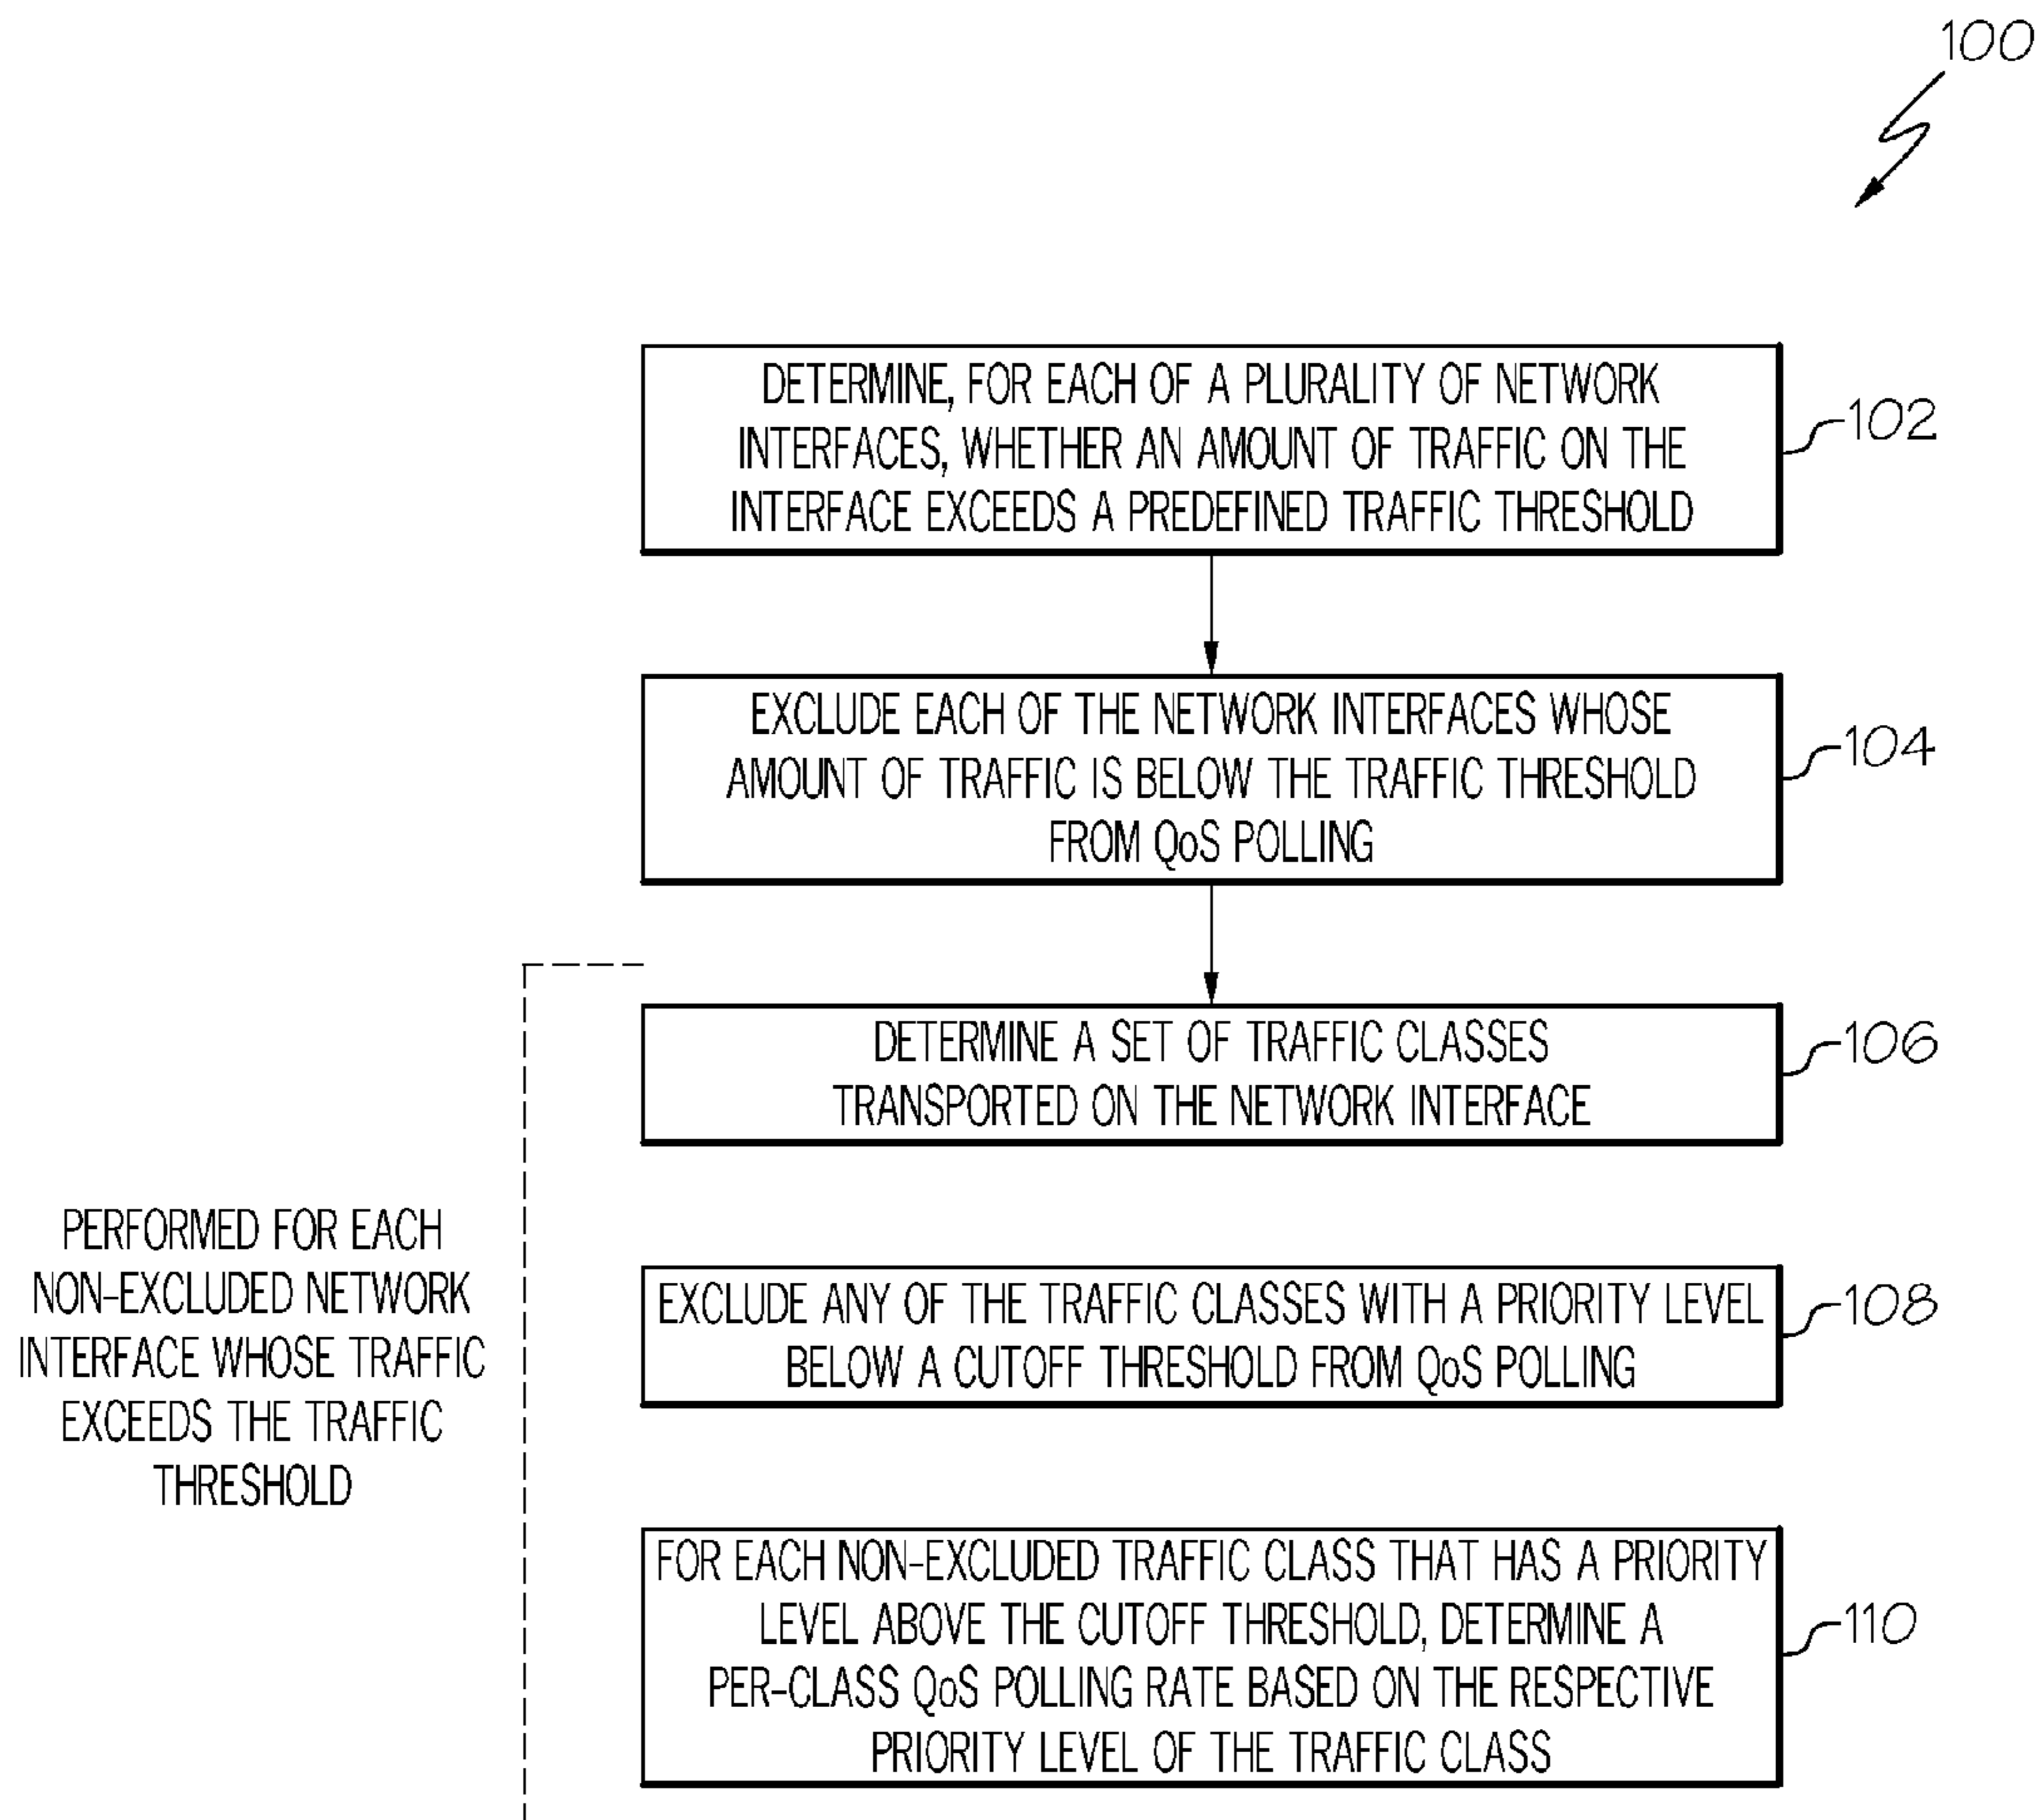 100
DETERMINE, FOR EACH OF A PLURALITY OF NETWORK
INTERFACES, WHETHER AN AMOUNT OF TRAFFIC ON THE
INTERFACE EXCEEDS A PREDEFINED TRAFFIC THRESHOLD
102
EXCLUDE EACH OF THE NETWORK INTERFACES WHOSE
AMOUNT OF TRAFFIC IS BELOW THE TRAFFIC THRESHOLD
FROM QoS POLLING
104
DETERMINE A SET OF TRAFFIC CLASSES
TRANSPORTED ON THE NETWORK INTERFACE
106
PERFORMED FOR EACH
NON-EXCLUDED NETWORK
INTERFACE WHOSE TRAFFIC
EXCEEDS THE TRAFFIC
THRESHOLD
EXCLUDE ANY OF THE TRAFFIC CLASSES WITH A PRIORITY LEVEL
BELOW A CUTOFF THRESHOLD FROM QoS POLLING
108
FOR EACH NON-EXCLUDED TRAFFIC CLASS THAT HAS A PRIORITY
LEVEL ABOVE THE CUTOFF THRESHOLD, DETERMINE A
PER-CLASS QoS POLLING RATE BASED ON THE RESPECTIVE
PRIORITY LEVEL OF THE TRAFFIC CLASS
110